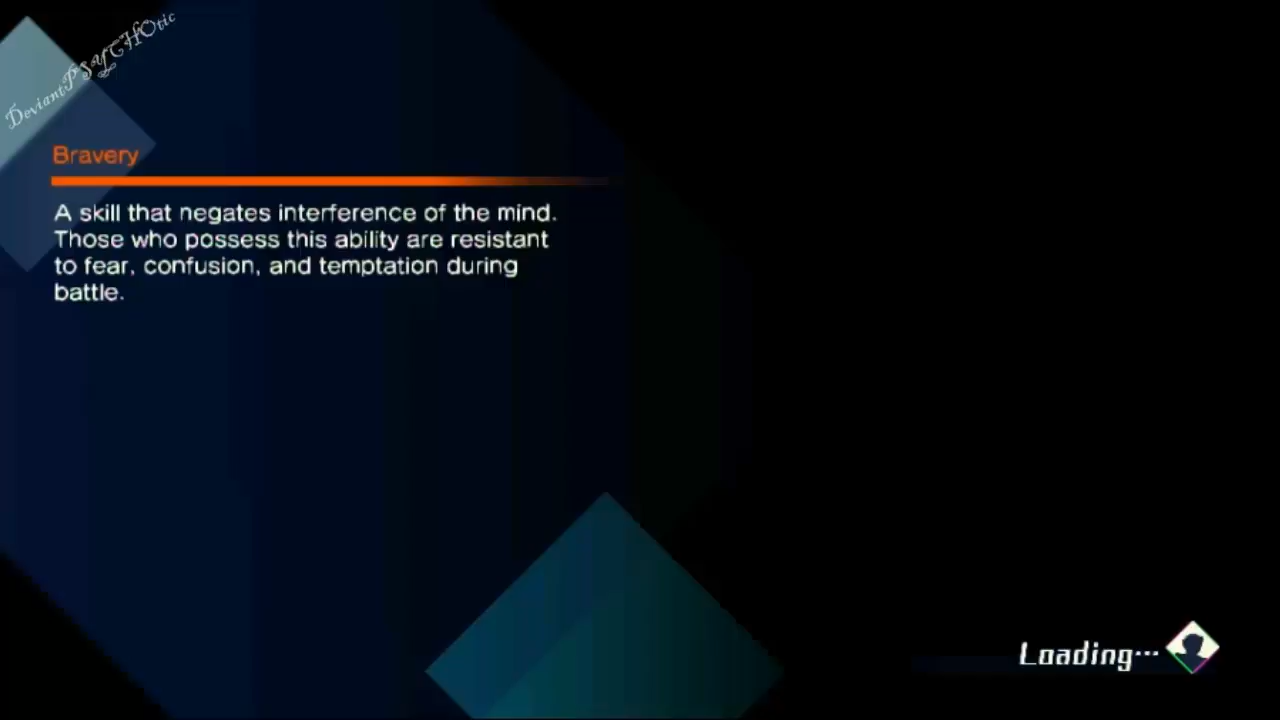 DeviantPSYCHOtic
Bravery
A skill that negates interference of the mind.
Those who possess this ability are resistant
to fear, confusion, and temptation during
battle.
Loading…